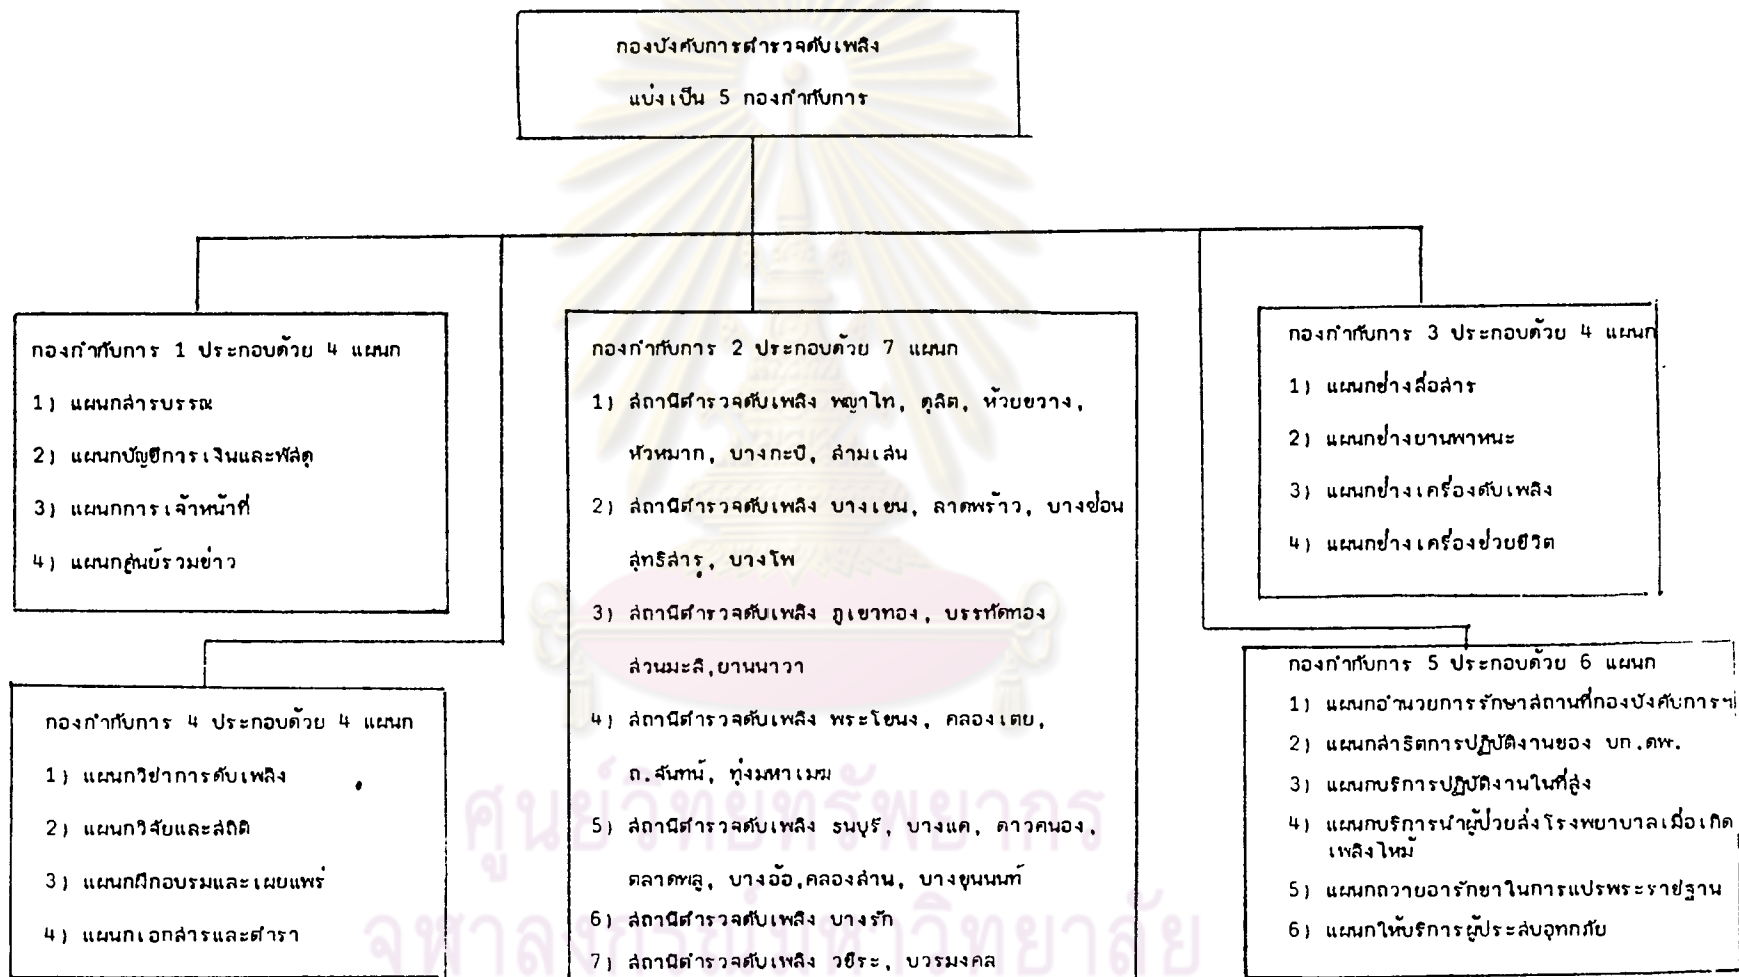 กองบังคับการตำรวจดับเพลิง
แบ่งเป็น 5 กองกำกับการ
กองกำกับการ 1 ประกอบด้วย 4 แผนก
1) แผนกสารบรรณ
2) แผนกบัญชีการเงินและพัสดุ
3) แผนกการเจ้าหน้าที่
4) แผนกศูนย์รวมข่าว
กองกำกับการ 2 ประกอบด้วย 7 แผนก
1) สถานีตำรวจดับเพลิง พญาไท, ดุสิต, ห้วยขวาง,
หัวหมาก, บางกะปิ, สามเสน
2) สถานีตำรวจดับเพลิง บางเขน, ลาดพร้าว, บางซ่อน
สุทธิสาร, บางโพ
3) สถานีตำรวจดับเพลิง ภูเขาทอง, บรรทัดทอง
สวนมะลิ,ยานนาวา
4) สถานีตำรวจดับเพลิง พระโขนง, คลองเตย,
ถ.จันทน์, ทุ่งมหาเมฆ
5) สถานีตำรวจดับเพลิง ธนบุรี, บางแค, ดาวคนอง,
ตลาดพลู, บางอ้อ,คลองสาน, บางขุนนนท์
6) สถานีตำรวจดับเพลิง บางรัก
7) สถานีตำรวจดับเพลิง วชีระ, บวรมงคล
กองกำกับการ 3 ประกอบด้วย 4 แผนก
1) แผนกช่างสื่อสาร
2) แผนกช่างยานพาหนะ
3) แผนกช่างเครื่องดับเพลิง
4) แผนกช่างเครื่องช่วยชีวิต
กองกำกับการ 4 ประกอบด้วย 4 แผนก
1) แผนกวิชาการดับเพลิง
2) แผนกวิจัยและสถิติ
3) แผนกฝึกอบรมและเผยแพร่
4) แผนกเอกสารและตำรา
กองกำกับการ 5 ประกอบด้วย 6 แผนก
1) แผนกอำนวยการรักษาสถานที่กองบังคับการฯ
2) แผนกสาธิตการปฏิบัติงานของ บก.ดพ.
3) แผนกบริการปฏิบัติงานในที่สูง
4) แผนกบริการนำผู้ป่วยส่งโรงพยาบาลเมื่อเกิด
เพลิงไหม้
5) แผนกถวายอารักขาในการแปรพระราชฐาน
6) แผนกให้บริการผู้ประสบอุทกภัย
ศูนย์วิทยทรัพยากร
จุฬาลงกรณ์มหาวิทยาลัย